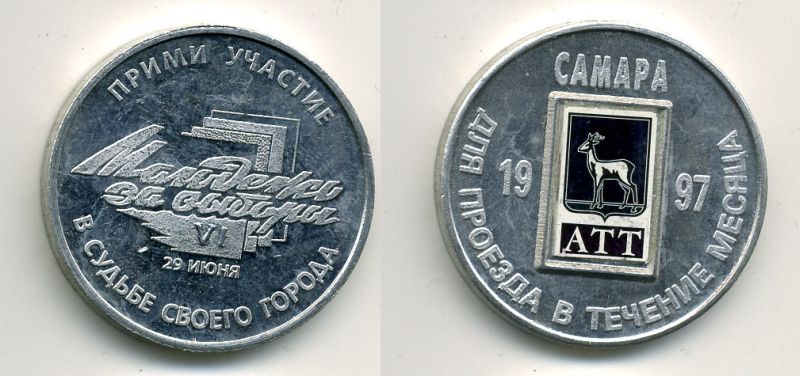 ПРИМИ УЧАСТИЕ
Молодежь
за выборы
VI
29 ИЮНЯ
В СУДЬБЕ СВОЕГО ГОРОДА
САМАРА
19 97
АТТ
ДЛЯ ПРОЕЗДА В ТЕЧЕНИЕ МЕСЯЦА